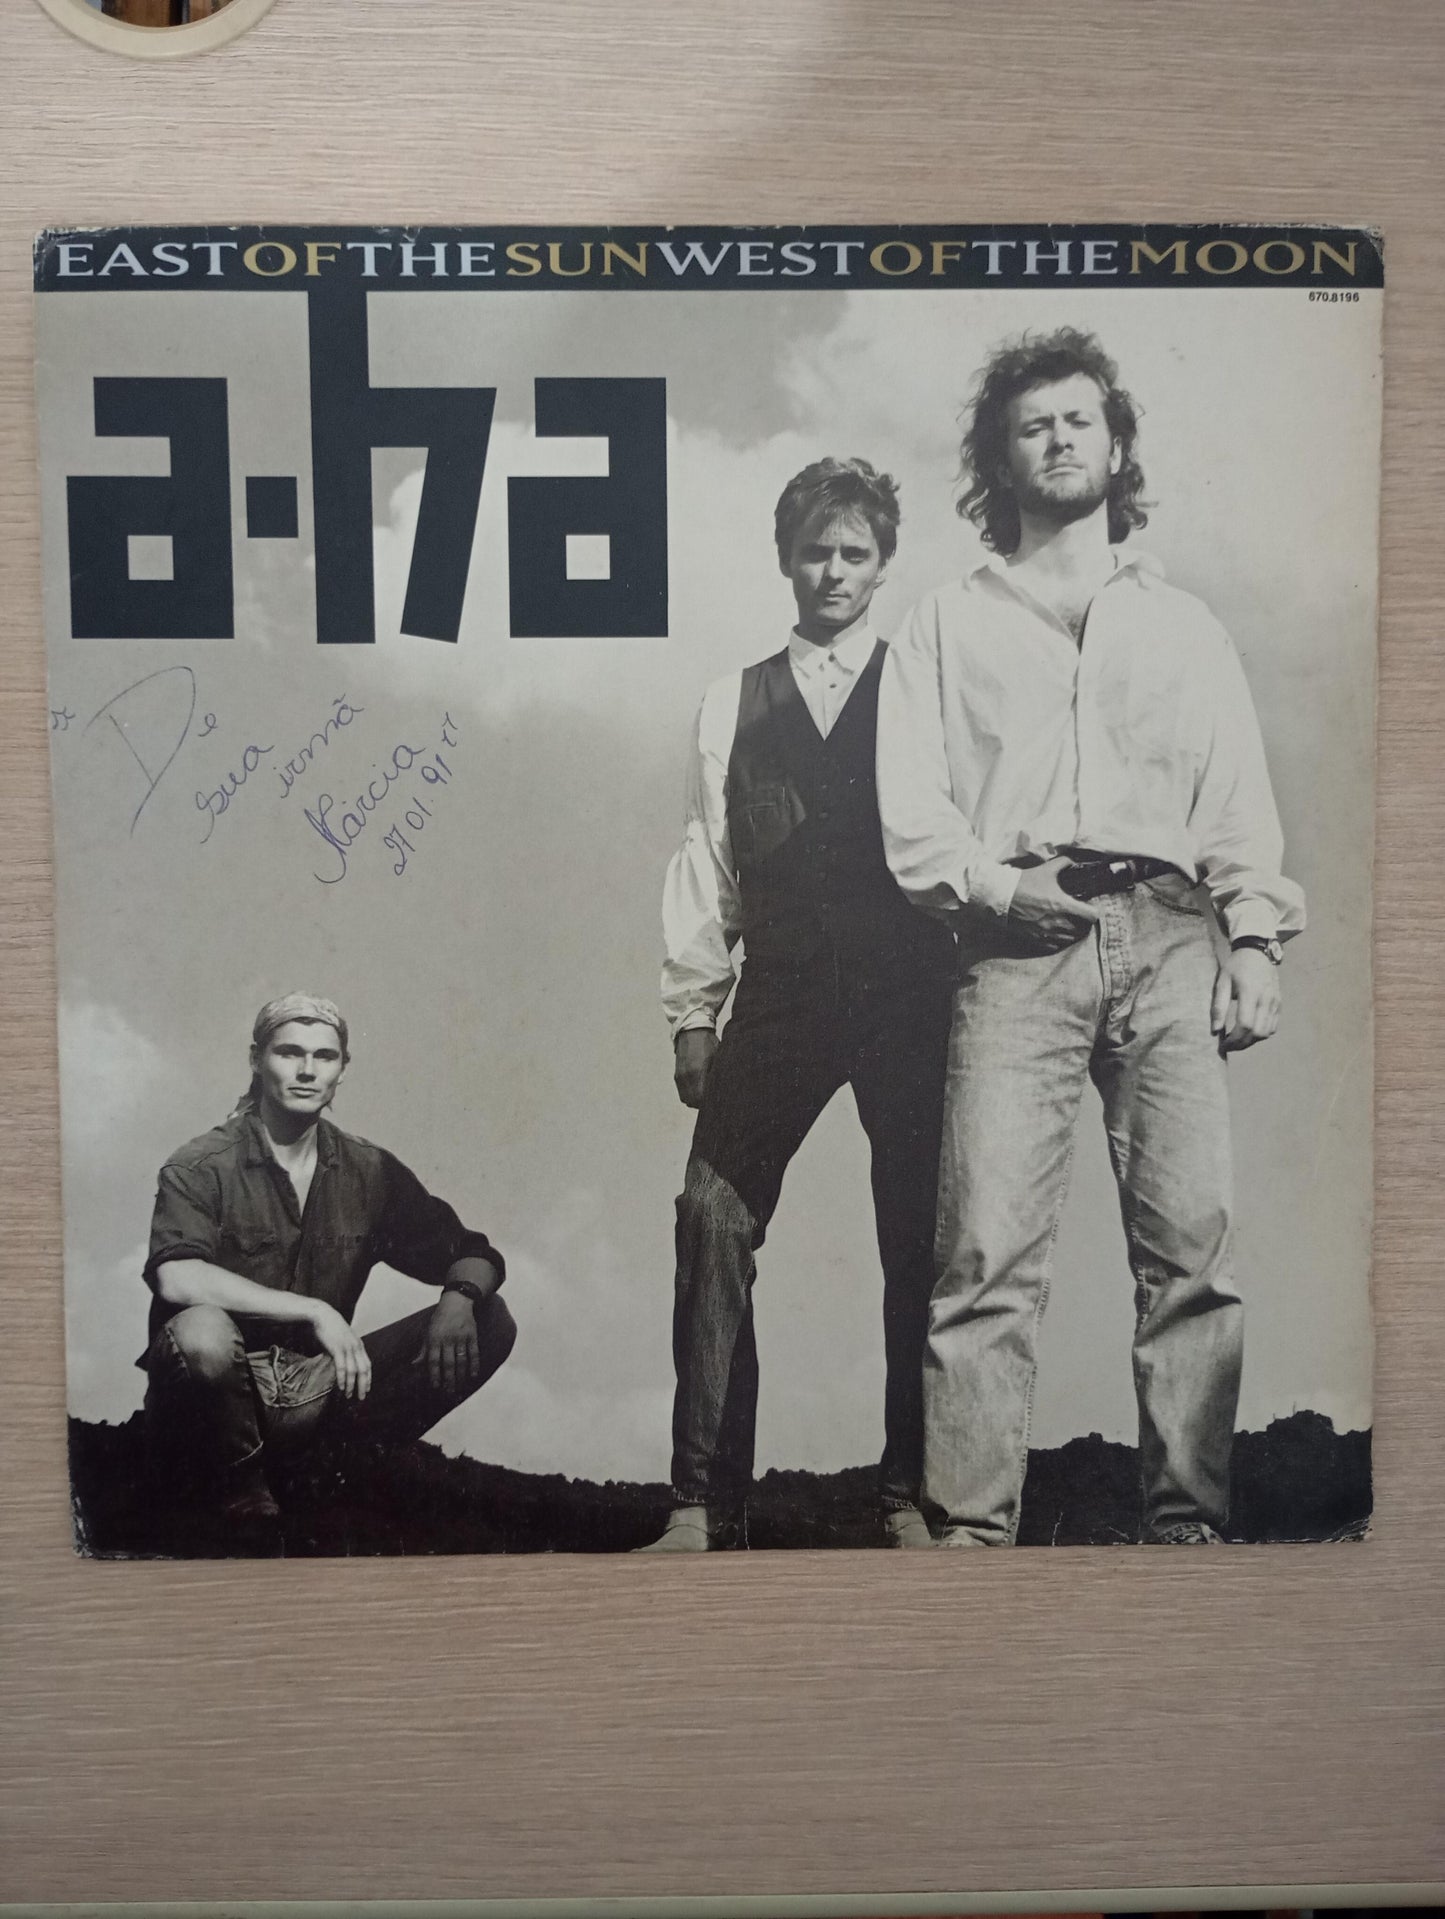 EASTOFTHESUNWESTOFTHEMOON
670.8196
a-ha
De
sua
irmã
Márcia
27.01.91